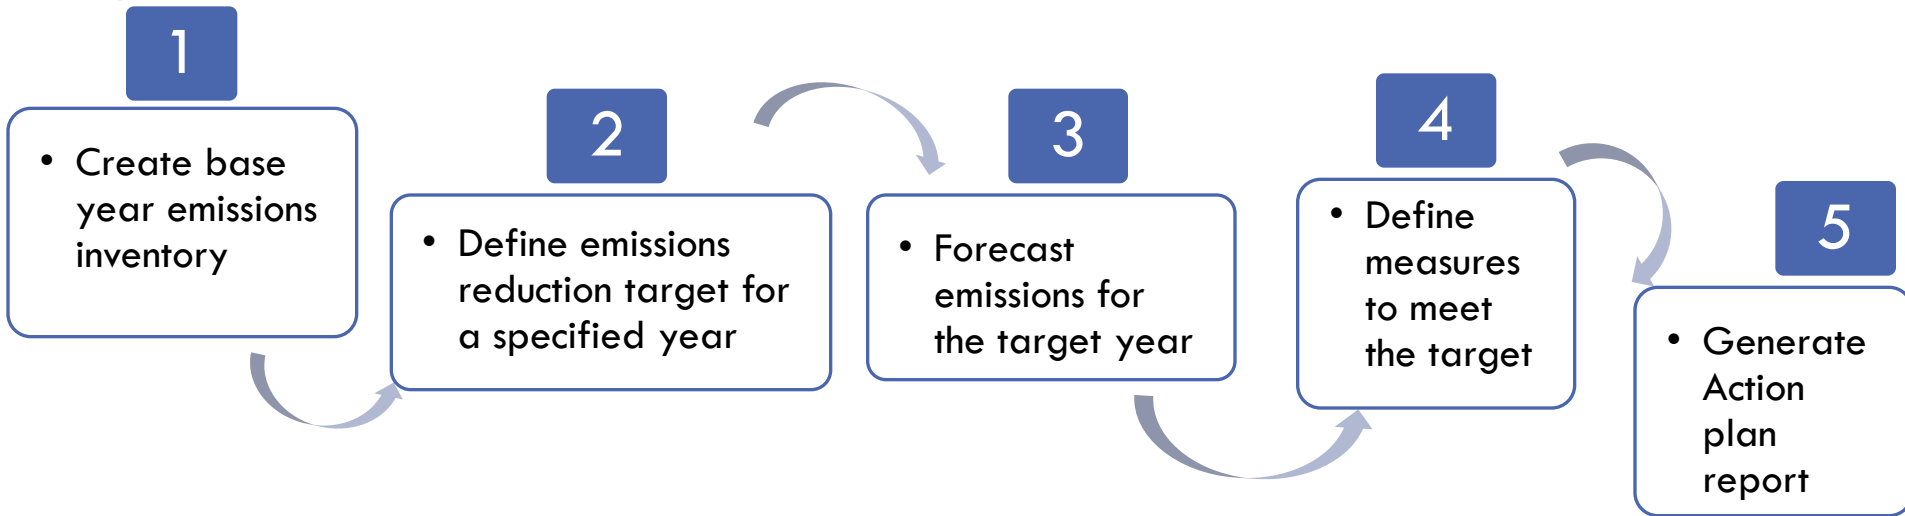 1
• Create base
year emissions
inventory
2
• Define emissions
reduction target for
a specified year
3
• Forecast
emissions for
the target year
4
• Define
measures
to meet
the target
5
• Generate
Action
plan
report